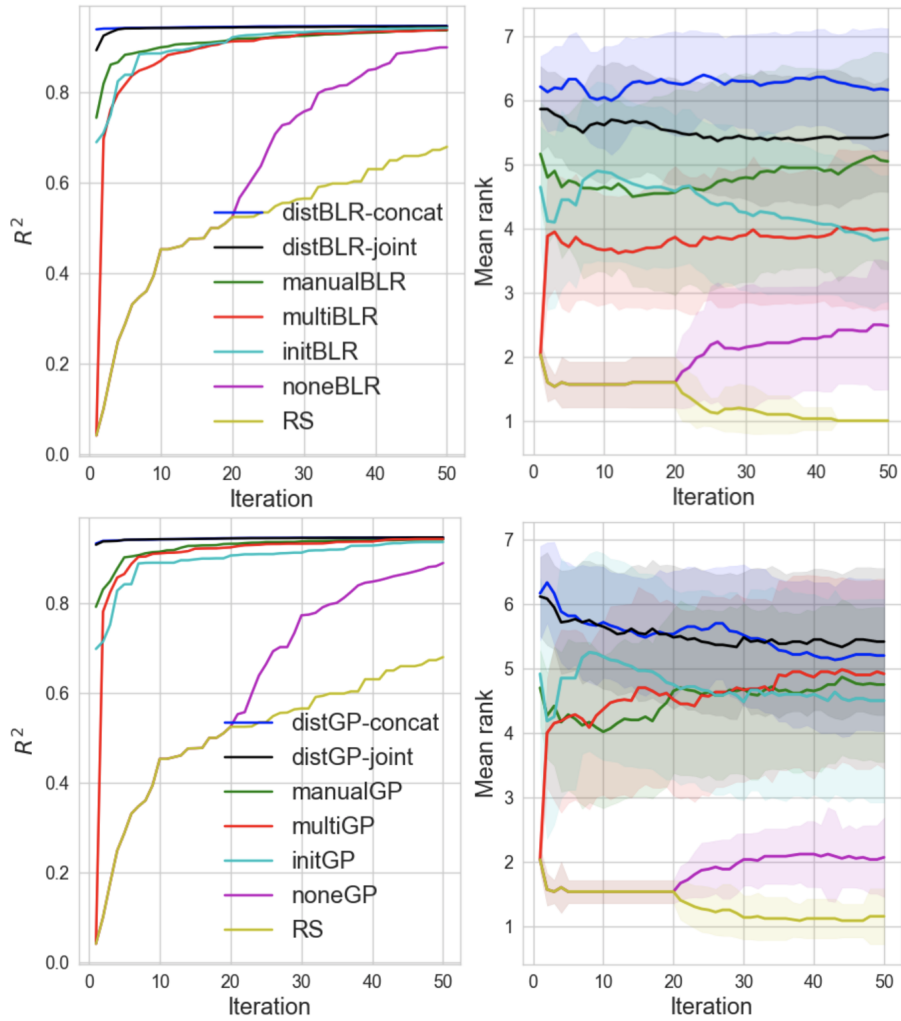 R²
0.8
0.6
0.4
0.2
0.0
distBLR-concat
distBLR-joint
manualBLR
multiBLR
initBLR
noneBLR
RS
0 10 20 30 40 50
Iteration
Mean rank
7
6
5
4
3
2
1
0 10 20 30 40 50
Iteration
R²
0.8
0.6
0.4
0.2
0.0
distGP-concat
distGP-joint
manualGP
multiGP
initGP
noneGP
RS
0 10 20 30 40 50
Iteration
Mean rank
7
6
5
4
3
2
1
0 10 20 30 40 50
Iteration